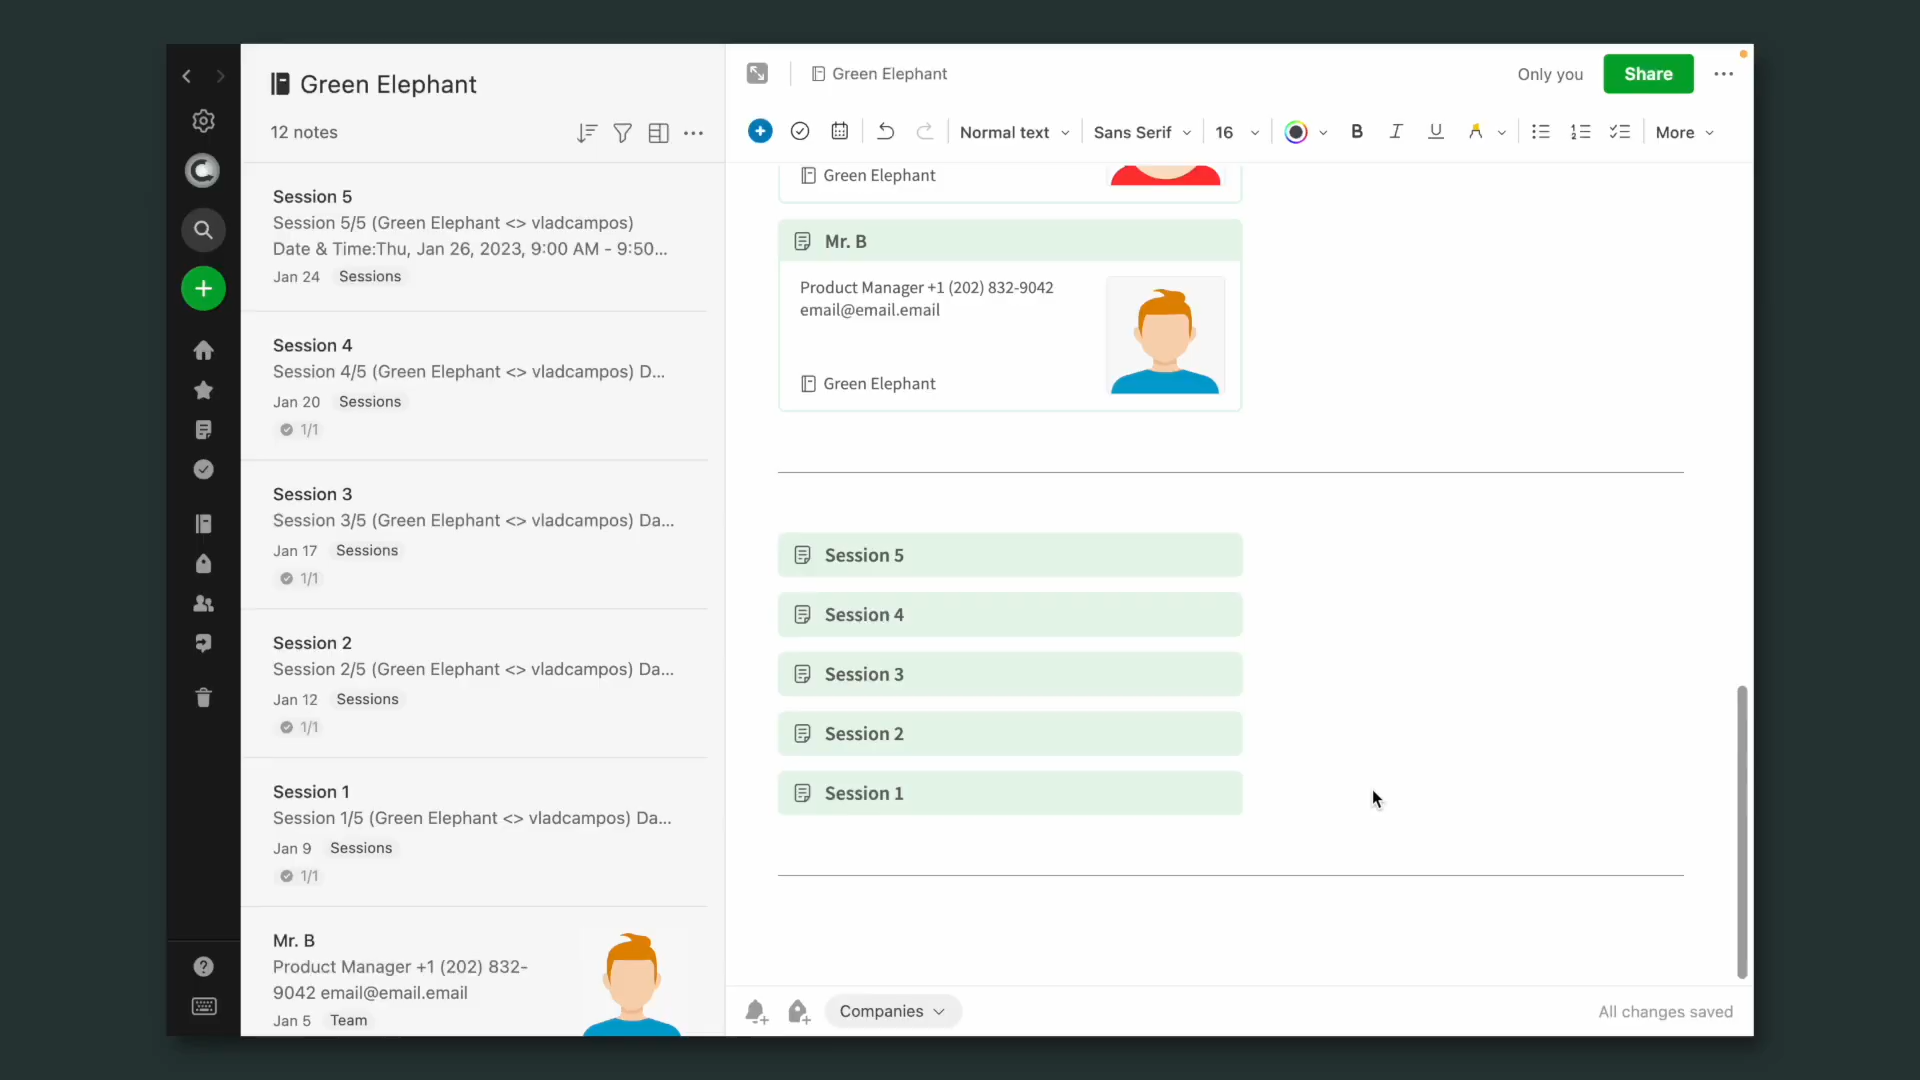 Green Elephant
12 notes
Session 5
Session 5/5 (Green Elephant <> vladcampos)
Date & Time:Thu, Jan 26, 2023, 9:00 AM - 9:50...
Jan 24 Sessions
Session 4
Session 4/5 (Green Elephant <> vladcampos) D...
Jan 20 Sessions
1/1
Session 3
Session 3/5 (Green Elephant <> vladcampos) Da...
Jan 17 Sessions
1/1
Session 2
Session 2/5 (Green Elephant <> vladcampos) Da...
Jan 12 Sessions
1/1
Session 1
Session 1/5 (Green Elephant <> vladcampos) Da...
Jan 9 Sessions
1/1
Mr. B
Product Manager +1 (202) 832-
9042 email@email.email
Jan 5 Team
Green Elephant
Only you Share
Normal text Sans Serif 16 B I U A More
Green Elephant
Mr. B
Product Manager +1 (202) 832-9042
email@email.email
Green Elephant
Session 5
Session 4
Session 3
Session 2
Session 1
Companies
All changes saved